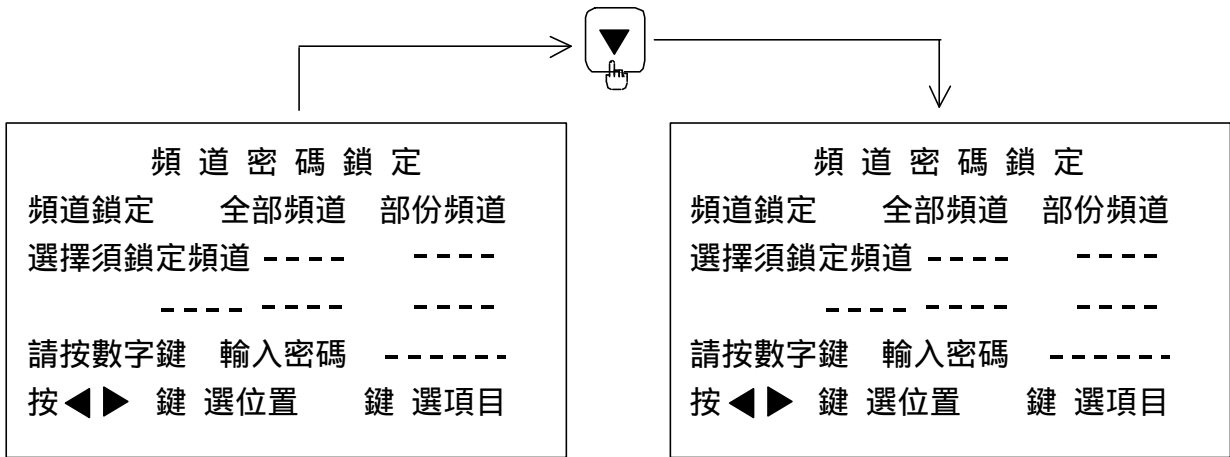 頻 道 密 碼 鎖 定
頻道鎖定 全部頻道 部份頻道
選擇須鎖定頻道 ---- ----
---- ---- ----
請按數字鍵 輸入密碼 ------
按◀▶ 鍵 選位置 鍵 選項目
頻 道 密 碼 鎖 定
頻道鎖定 全部頻道 部份頻道
選擇須鎖定頻道 ---- ----
---- ---- ----
請按數字鍵 輸入密碼 ------
按◀▶ 鍵 選位置 鍵 選項目